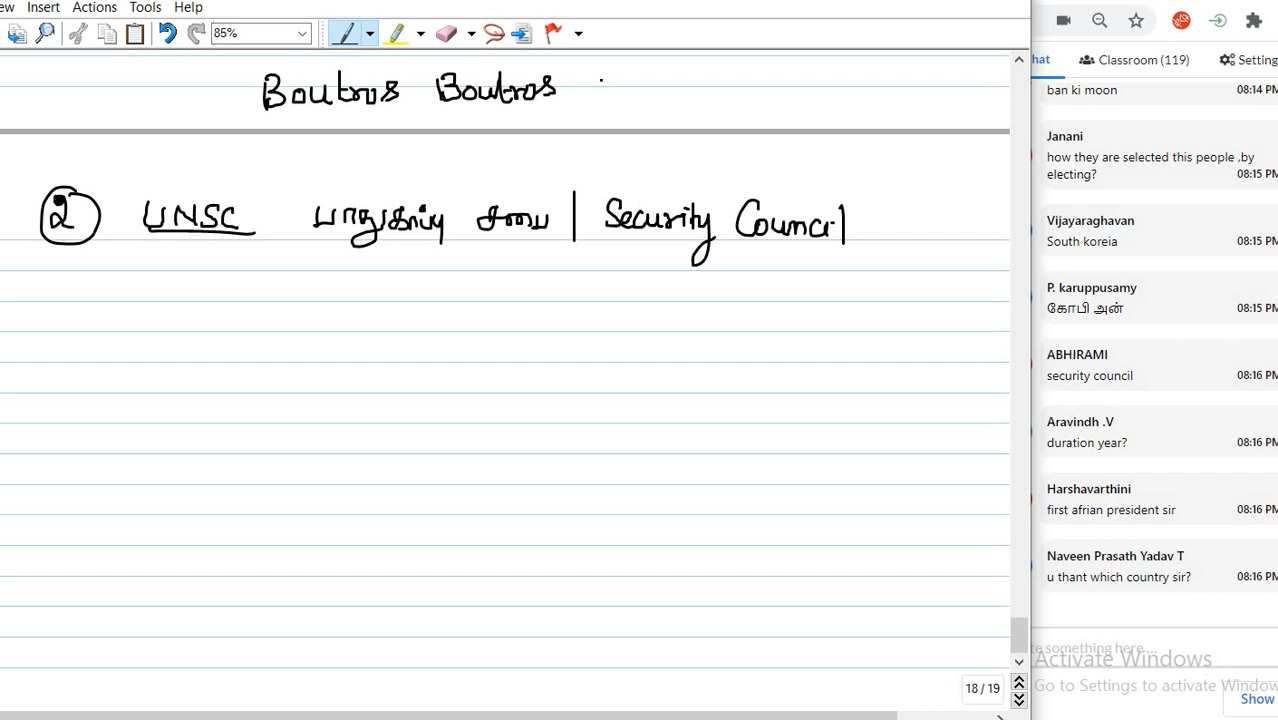 ew Insert Actions Tools Help
85%
Boutros Boutros
② UNSC பாதுகாப்பு சபை | Security Council
18 / 19
hat Classroom (119) Setting
ban ki moon 08:14 PM
Janani
how they are selected this people ,by
electing? 08:15 PM
Vijayaraghavan
South koreia 08:15 PM
P. karuppusamy
கோபி அன் 08:15 PM
ABHIRAMI
security council 08:16 PM
Aravindh .V
duration year? 08:16 PM
Harshavarthini
first afrian president sir 08:16 PM
Naveen Prasath Yadav T
u thant which country sir? 08:16 PM
te something here....
Activate Windows
Go to Settings to activate Window
Show